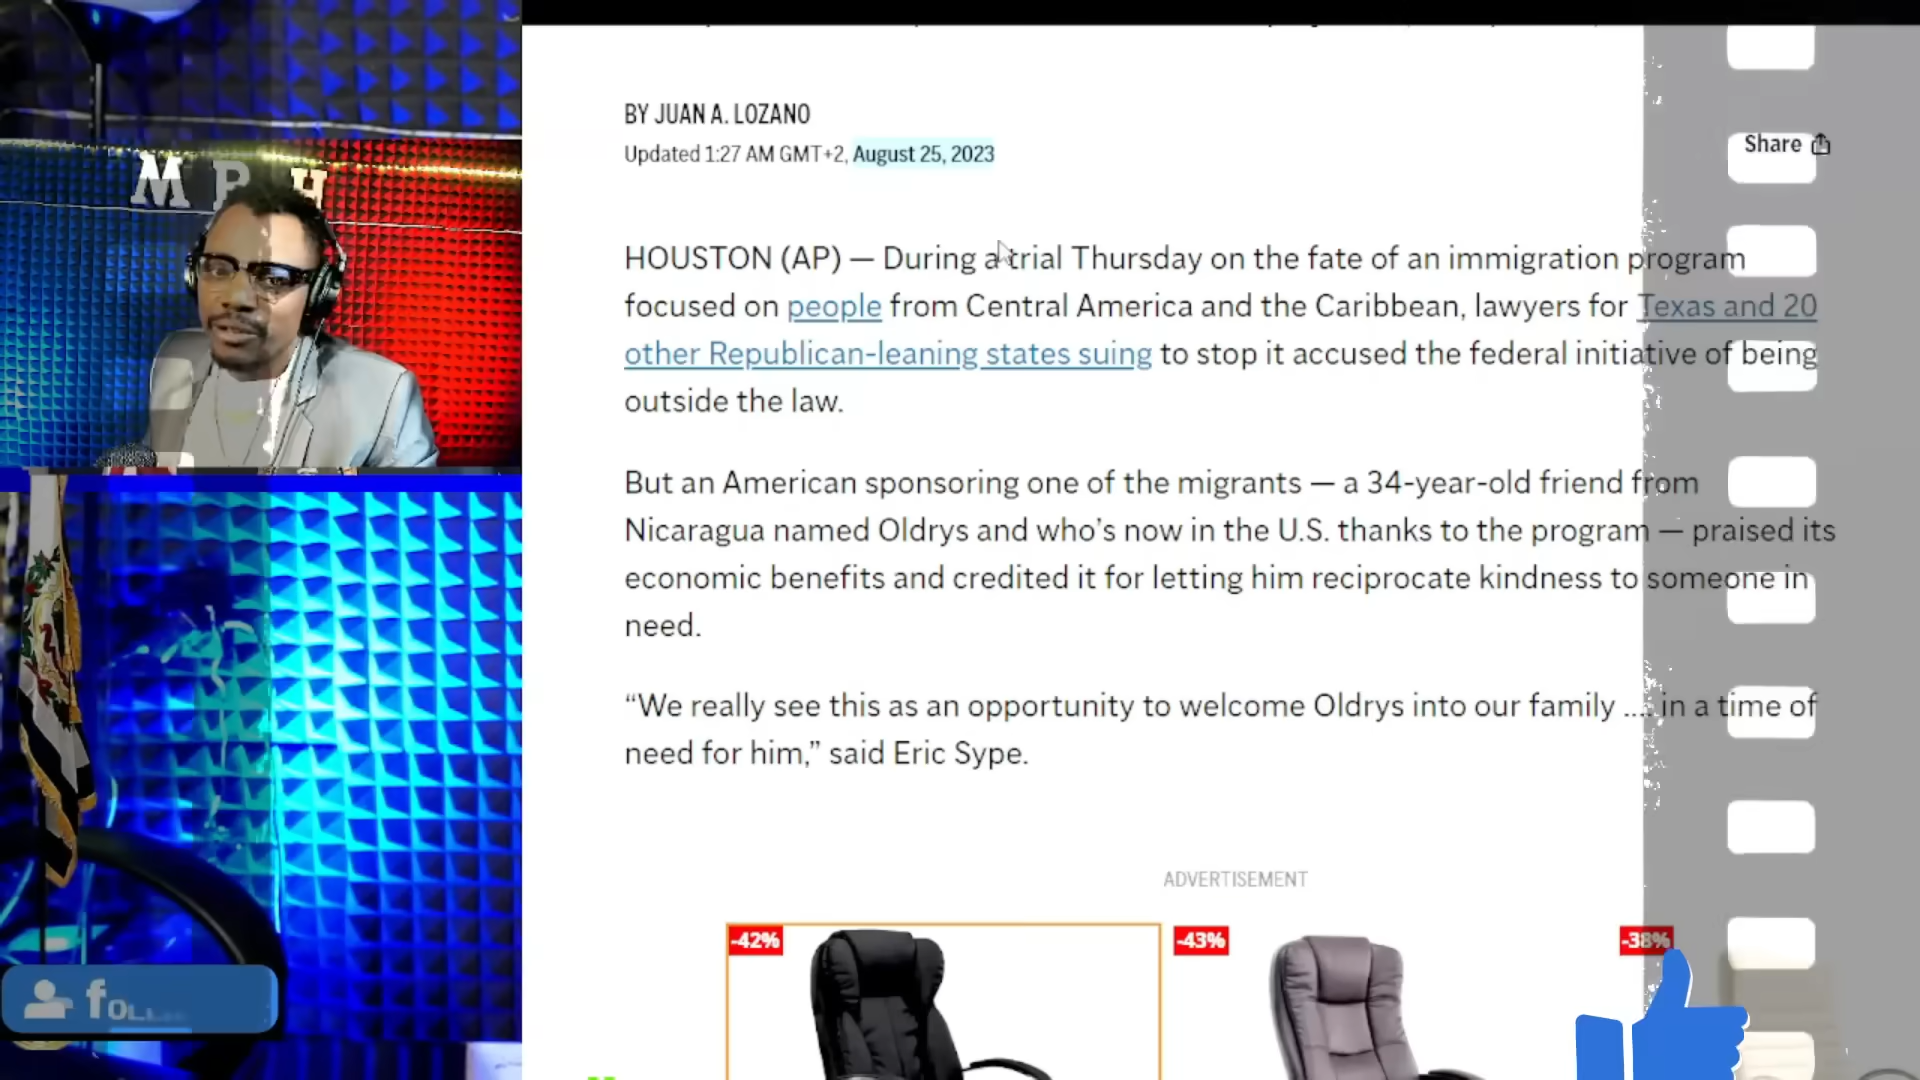 M P H
BY JUAN A. LOZANO
Updated 1:27 AM GMT+2, August 25, 2023
Share
HOUSTON (AP) — During a trial Thursday on the fate of an immigration program
focused on people from Central America and the Caribbean, lawyers for Texas and 20
other Republican-leaning states suing to stop it accused the federal initiative of being
outside the law.
But an American sponsoring one of the migrants — a 34-year-old friend from
Nicaragua named Oldrys and who’s now in the U.S. thanks to the program — praised its
economic benefits and credited it for letting him reciprocate kindness to someone in
need.
“We really see this as an opportunity to welcome Oldrys into our family .... in a time of
need for him,” said Eric Sype.
ADVERTISEMENT
-42%
-43%
-38%